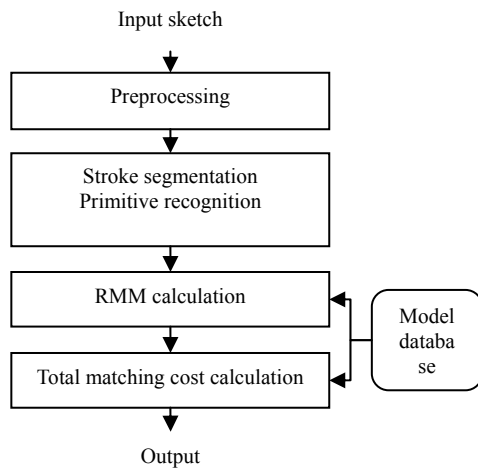 Input sketch
Preprocessing
Stroke segmentation
Primitive recognition
RMM calculation
Model
databa
se
Total matching cost calculation
Output